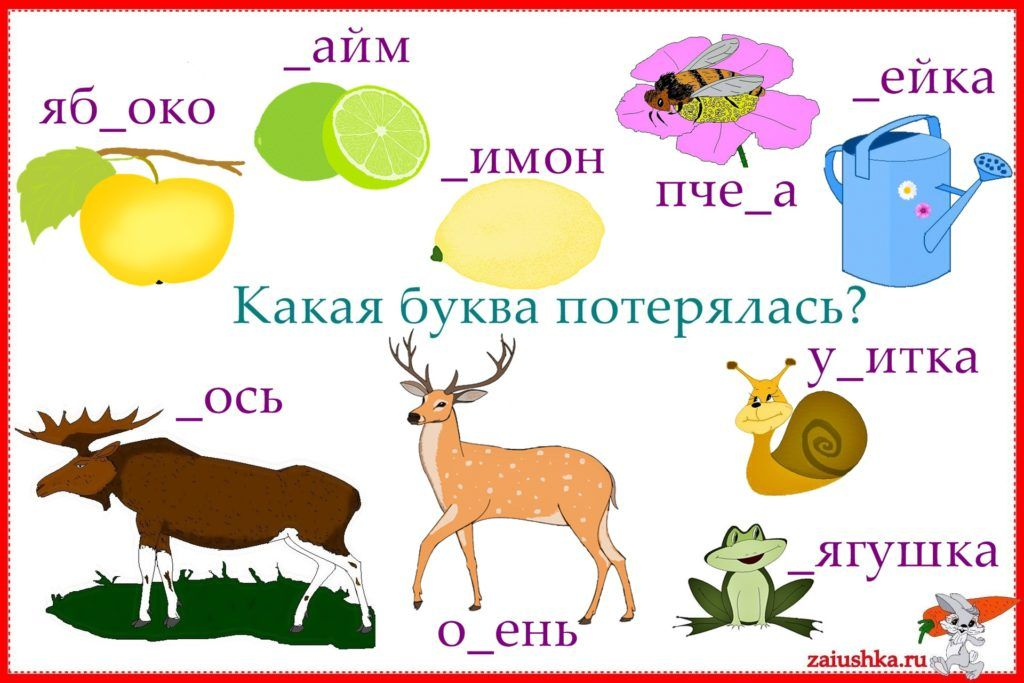 _айм
яб_око
_ейка
_имон
пче_а
Какая буква потерялась?
у_итка
_ось
_ягушка
о_ень
zaiushka.ru